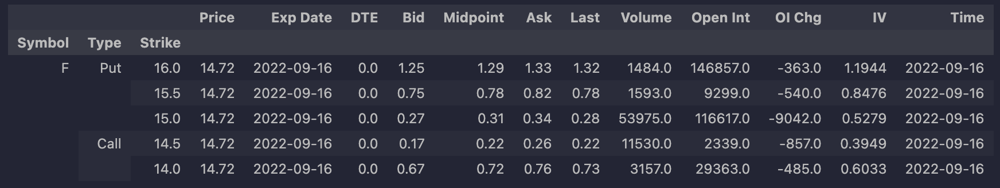 Price Exp Date DTE Bid Midpoint Ask Last Volume Open Int OI Chg IV Time
Symbol Type Strike
F Put 16.0 14.72 2022-09-16 0.0 1.25 1.29 1.33 1.32 1484.0 146857.0 -363.0 1.1944 2022-09-16
15.5 14.72 2022-09-16 0.0 0.75 0.78 0.82 0.78 1593.0 9299.0 -540.0 0.8476 2022-09-16
15.0 14.72 2022-09-16 0.0 0.27 0.31 0.34 0.28 53975.0 116617.0 -9042.0 0.5279 2022-09-16
Call 14.5 14.72 2022-09-16 0.0 0.17 0.22 0.26 0.22 11530.0 2339.0 -857.0 0.3949 2022-09-16
14.0 14.72 2022-09-16 0.0 0.67 0.72 0.76 0.73 3157.0 29363.0 -485.0 0.6033 2022-09-16